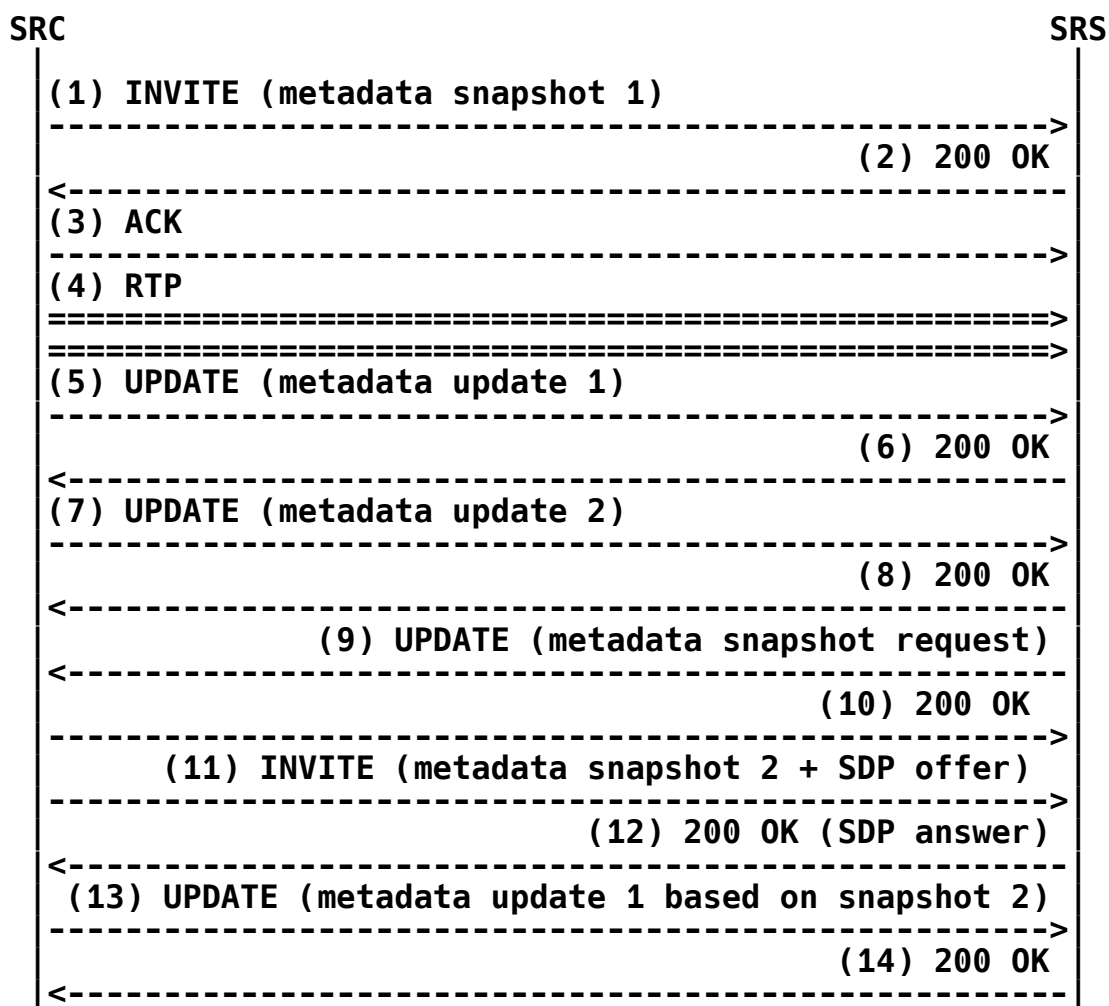 SRC SRS
(1) INVITE (metadata snapshot 1)
---------------------------------------------------->
(2) 200 OK
<----------------------------------------------------
(3) ACK
---------------------------------------------------->
(4) RTP
====================================================>
====================================================>
(5) UPDATE (metadata update 1)
---------------------------------------------------->
(6) 200 OK
<----------------------------------------------------
(7) UPDATE (metadata update 2)
---------------------------------------------------->
(8) 200 OK
<----------------------------------------------------
(9) UPDATE (metadata snapshot request)
<----------------------------------------------------
(10) 200 OK
---------------------------------------------------->
(11) INVITE (metadata snapshot 2 + SDP offer)
---------------------------------------------------->
(12) 200 OK (SDP answer)
<----------------------------------------------------
(13) UPDATE (metadata update 1 based on snapshot 2)
---------------------------------------------------->
(14) 200 OK
<----------------------------------------------------